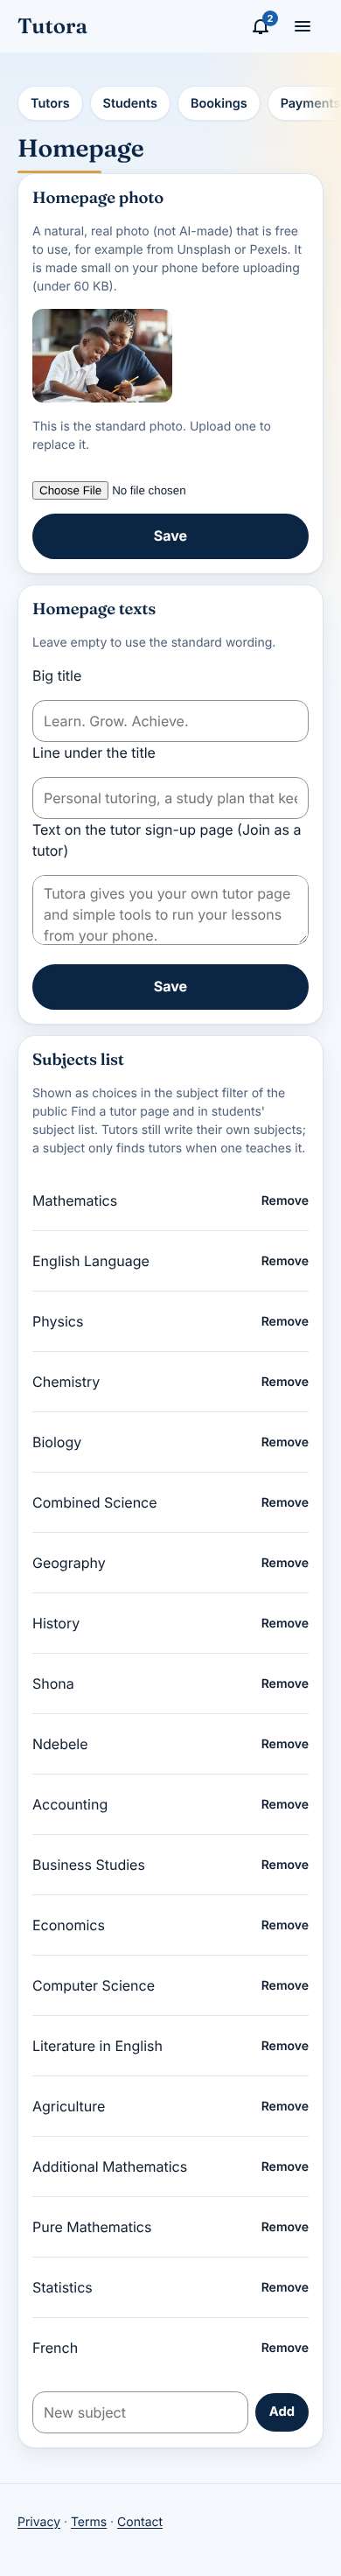 Tutora
2
Tutors
Students
Bookings
Payments
Homepage
Homepage photo
A natural, real photo (not AI-made) that is free
to use, for example from Unsplash or Pexels. It
is made small on your phone before uploading
(under 60 KB).
This is the standard photo. Upload one to
replace it.
Choose File No file chosen
Save
Homepage texts
Leave empty to use the standard wording.
Big title
Learn. Grow. Achieve.
Line under the title
Personal tutoring, a study plan that kee
Text on the tutor sign-up page (Join as a
tutor)
Tutora gives you your own tutor page
and simple tools to run your lessons
from your phone.
Save
Subjects list
Shown as choices in the subject filter of the
public Find a tutor page and in students'
subject list. Tutors still write their own subjects;
a subject only finds tutors when one teaches it.
Mathematics Remove
English Language Remove
Physics Remove
Chemistry Remove
Biology Remove
Combined Science Remove
Geography Remove
History Remove
Shona Remove
Ndebele Remove
Accounting Remove
Business Studies Remove
Economics Remove
Computer Science Remove
Literature in English Remove
Agriculture Remove
Additional Mathematics Remove
Pure Mathematics Remove
Statistics Remove
French Remove
New subject Add
Privacy · Terms · Contact